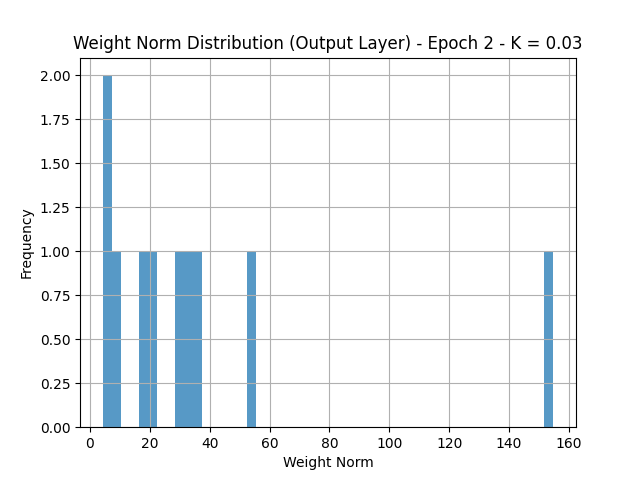 Weight Norm Distribution (Output Layer) - Epoch 2 - K = 0.03
2.00
1.75
1.50
1.25
1.00
0.75
0.50
0.25
0.00
Frequency
0 20 40 60 80 100 120 140 160
Weight Norm